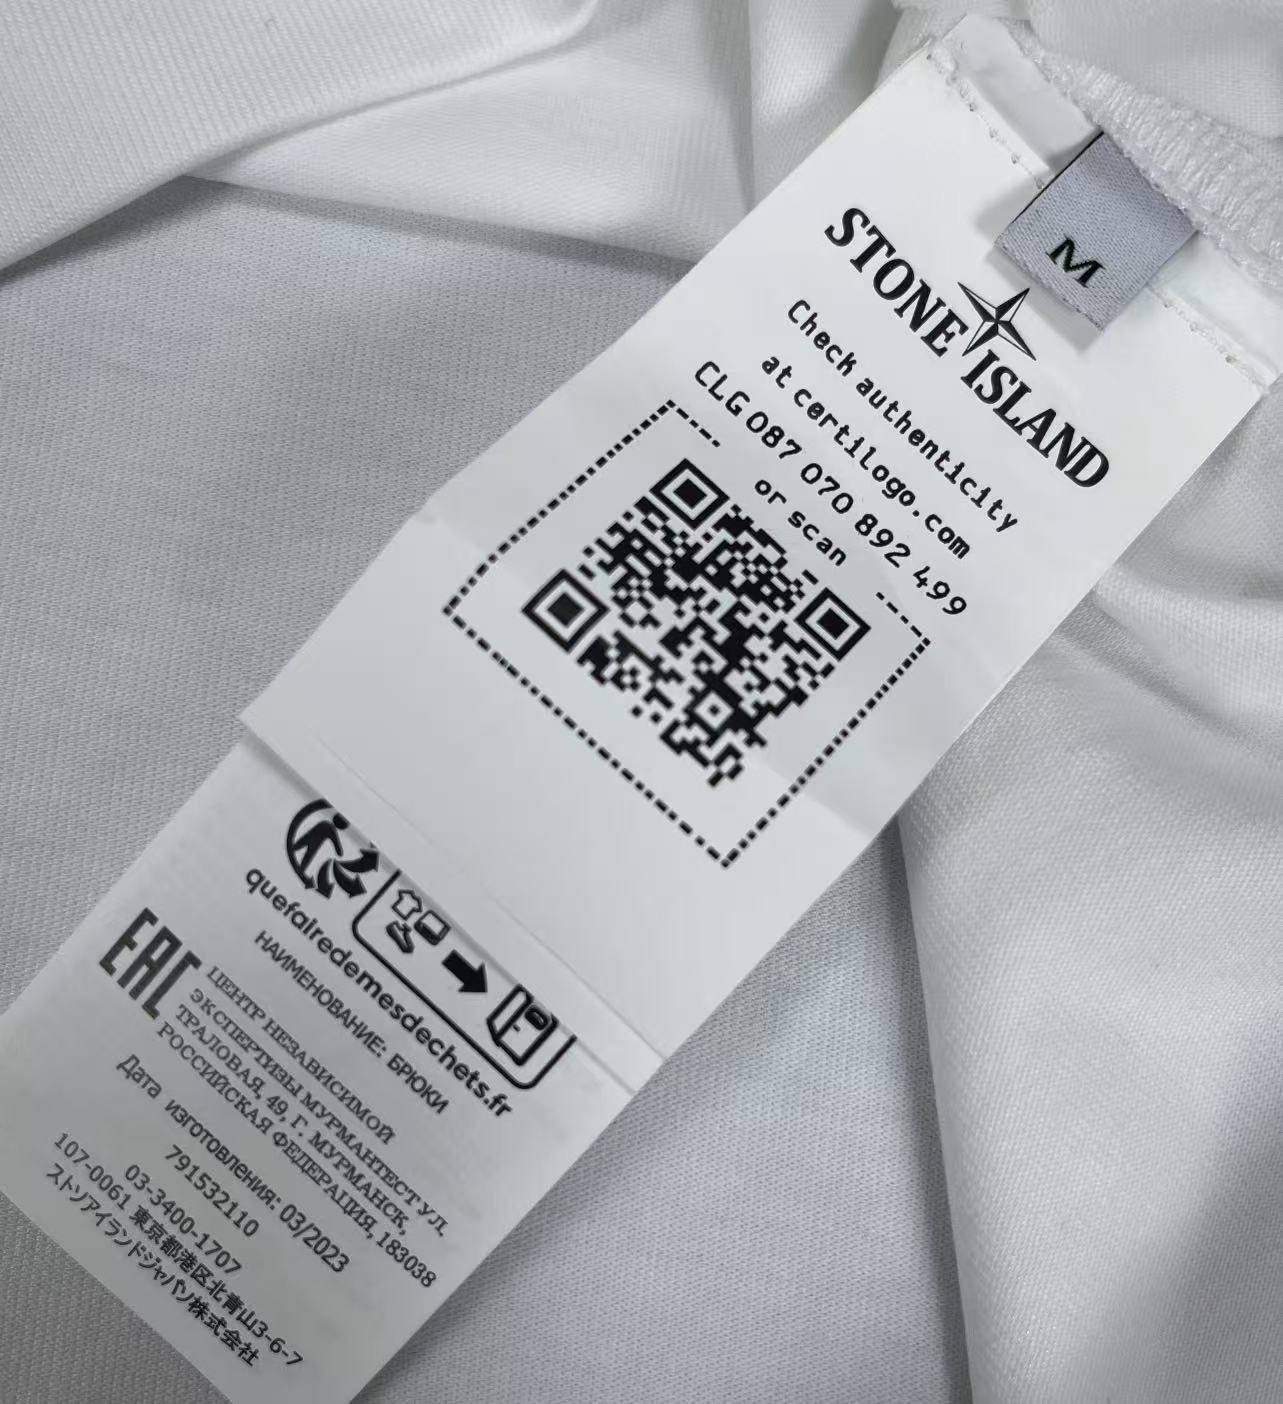 M
STONE ISLAND
Check authenticity
at certilogo.com
CLG 087 070 892 499
or scan
quefairedemesdechets.fr
НАИМЕНОВАНИЕ: БРЮКИ
EAC
ЦЕНТР НЕЗАВИСИМОЙ
ЭКСПЕРТИЗЫ МУРМАНТЕСТ УЛ.
ТРАЛОВАЯ, 49, Г. МУРМАНСК,
РОССИЙСКАЯ ФЕДЕРАЦИЯ, 183038
Дата изготовления: 03/2023
791532110
03-3400-1707
107-0061 東京都港区北青山3-6-7
ストソアイランドジャパソ株式会社